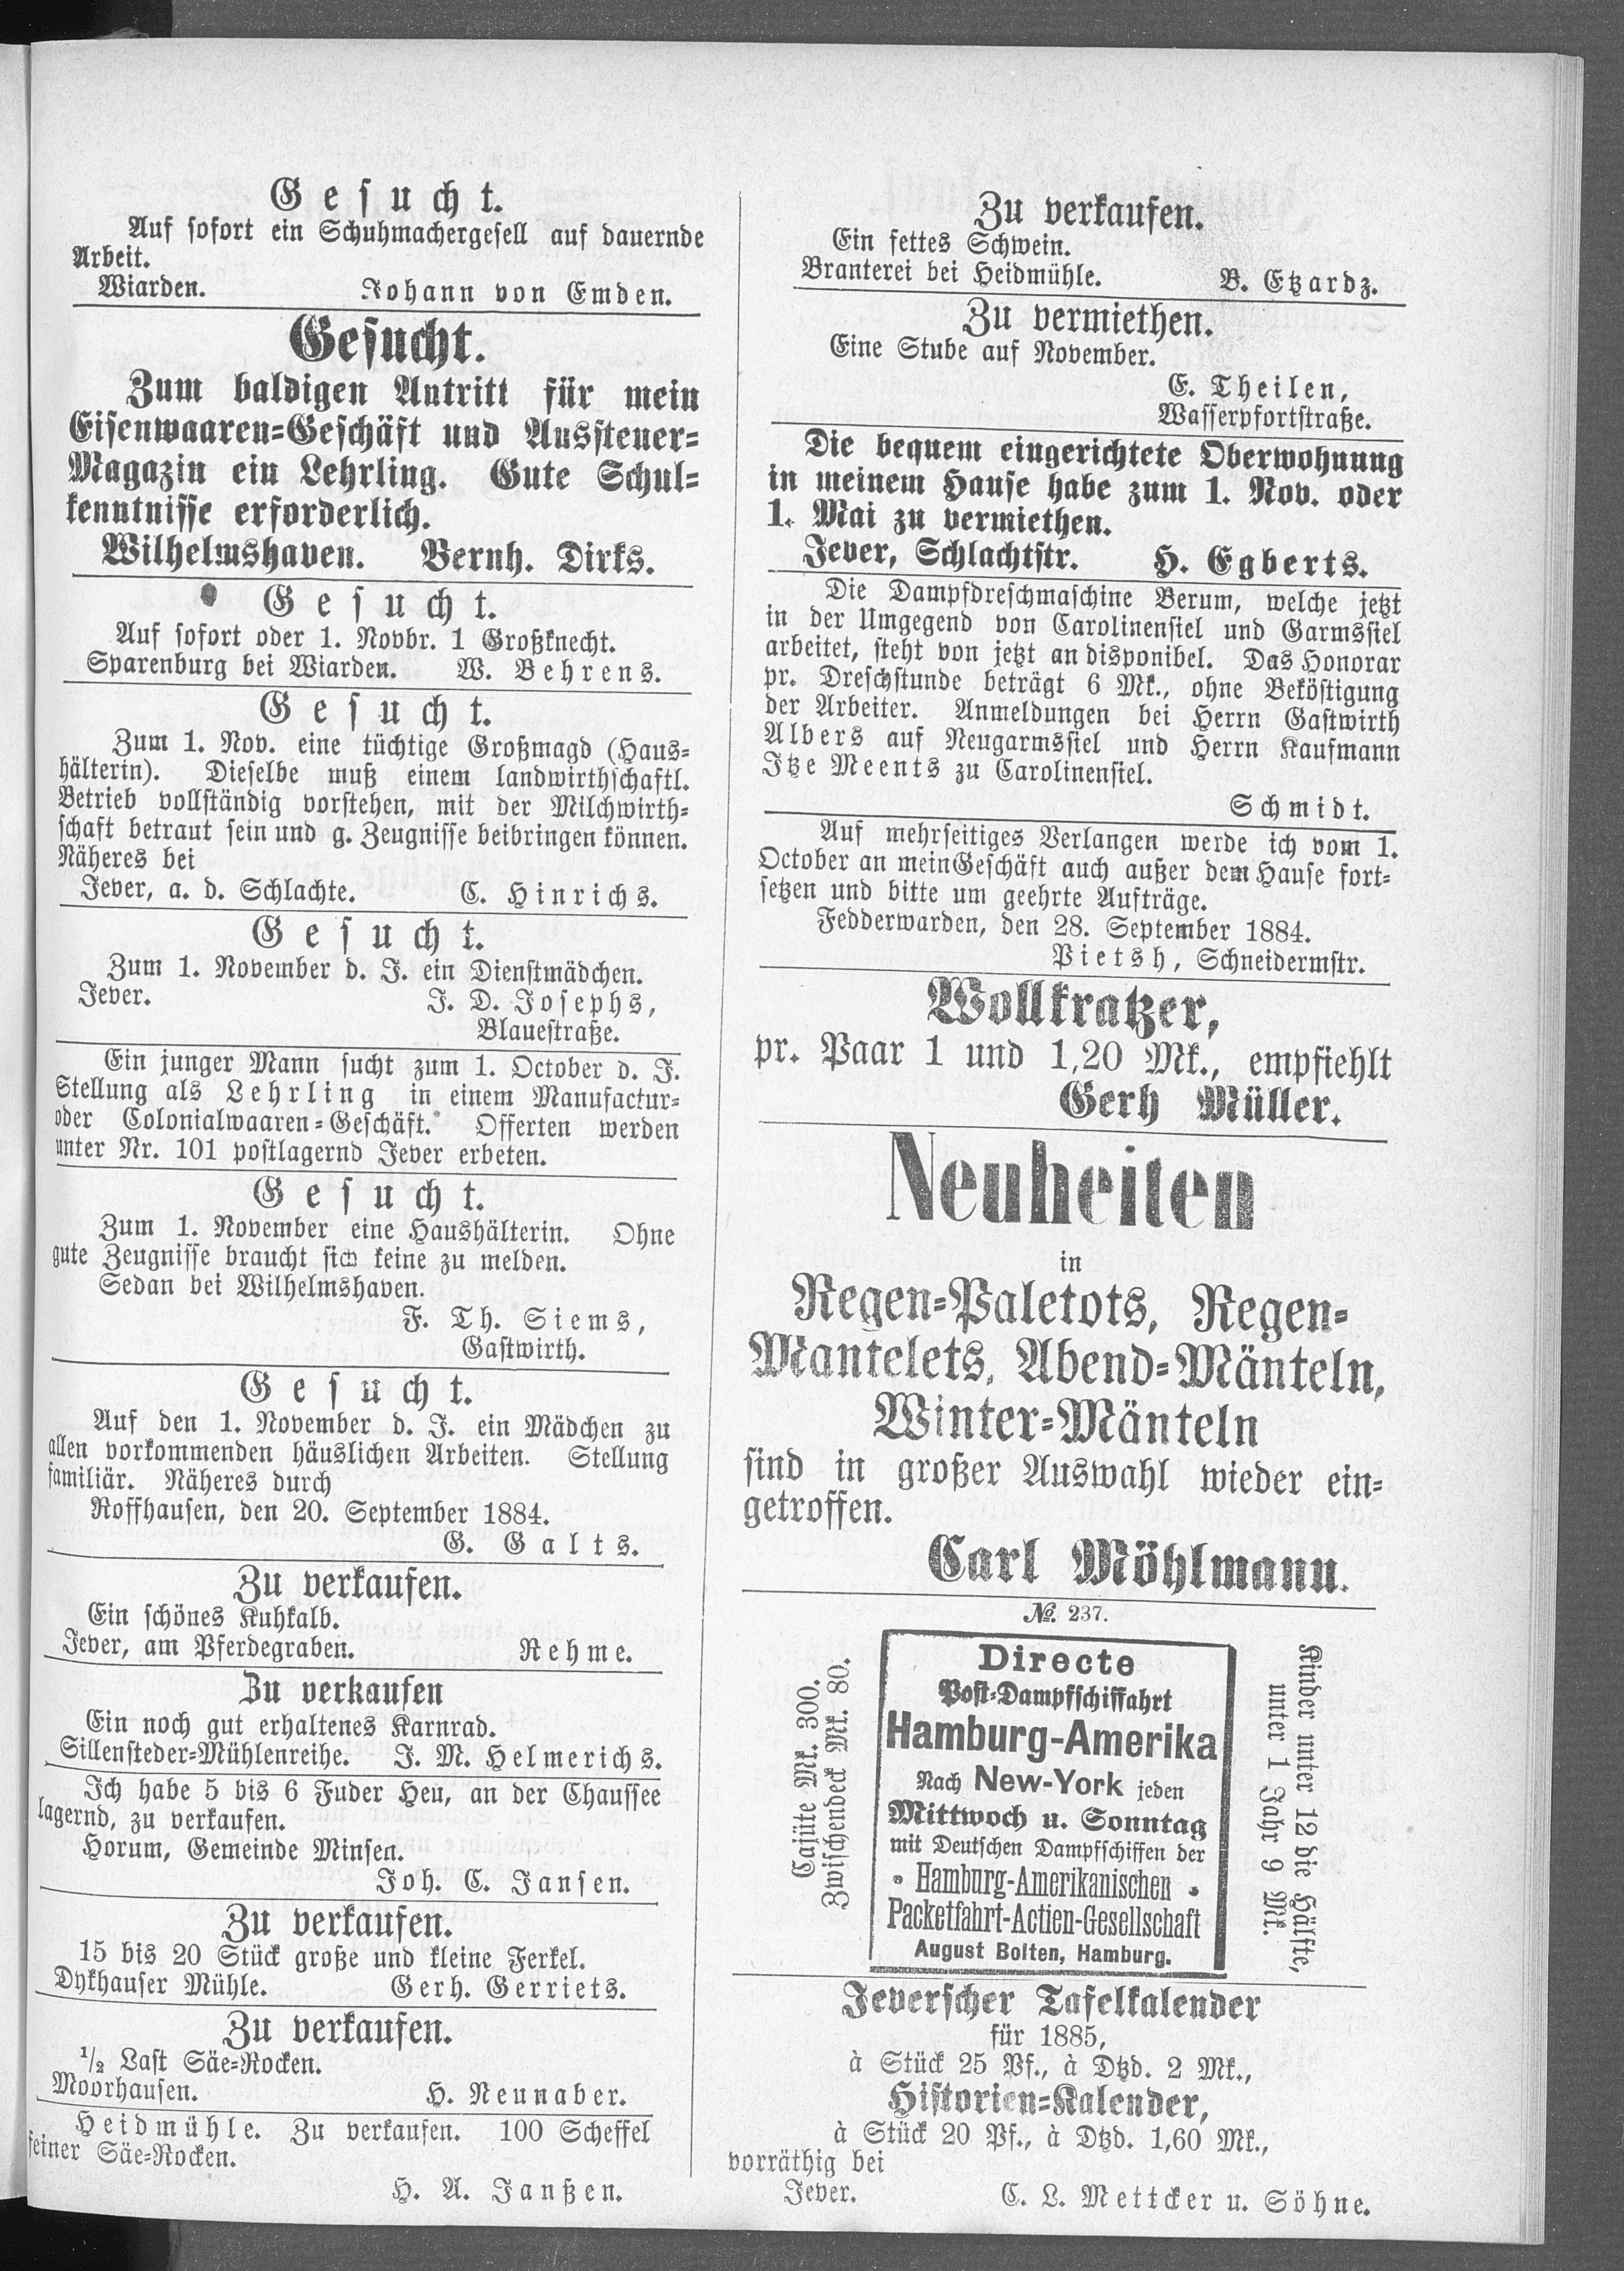 Gesucht.
Auf sofort ein Schuhmachergesell auf dauernde
Arbeit.
Wiarden. Johann von Emden.
Gesucht.
Zum baldigen Antritt für mein
Eisenwaaren=Geschäft und Aussteuer=
Magazin ein Lehrling. Gute Schul=
kenntnisse erforderlich.
Wilhelmshaven. Bernh. Dirks.
Gesucht.
Auf sofort oder 1. Novbr. 1 Großknecht.
Sparenburg bei Wiarden. W. Behrens.
Gesucht.
Zum 1. Nov. eine tüchtige Großmagd (Haus=
hälterin). Dieselbe muß einem landwirthschaftl.
Betrieb vollständig vorstehen, mit der Milchwirth=
schaft betraut sein und g. Zeugnisse beibringen können.
Näheres bei
Jever, a. d. Schlachte. C. Hinrichs.
Gesucht.
Zum 1. November d. J. ein Dienstmädchen.
Jever. J. D. Josephs,
Blauestraße.
Ein junger Mann sucht zum 1. October d. J.
Stellung als Lehrling in einem Manufactur=
oder Colonialwaaren=Geschäft. Offerten werden
unter Nr. 101 postlagernd Jever erbeten.
Gesucht.
Zum 1. November eine Haushälterin. Ohne
gute Zeugnisse braucht sich keine zu melden.
Sedan bei Wilhelmshaven.
F. Th. Siems,
Gastwirth.
Gesucht.
Auf den 1. November d. J. ein Mädchen zu
allen vorkommenden häuslichen Arbeiten. Stellung
familiär. Näheres durch
Roffhausen, den 20. September 1884.
G. Galts.
Zu verkaufen.
Ein schönes Kuhkalb.
Jever, am Pferdegraben. Rehme.
Zu verkaufen
Ein noch gut erhaltenes Karnrad.
Sillensteder=Mühlenreihe. J. M. Helmerichs.
Ich habe 5 bis 6 Fuder Heu, an der Chaussee
lagernd, zu verkaufen.
Horum, Gemeinde Minsen.
Joh. C. Jansen.
Zu verkaufen.
15 bis 20 Stück große und kleine Ferkel.
Dykhauser Mühle. Gerh. Gerriets.
Zu verkaufen.
1/2 Last Säe=Rocken.
Moorhausen. H. Neunaber.
Heidmühle. Zu verkaufen. 100 Scheffel
feiner Säe=Rocken.
H. A. Janßen.
Zu verkaufen.
Ein fettes Schwein.
Branterei bei Heidmühle. B. Etzardz.
Zu vermiethen.
Eine Stube auf November.
E. Theilen,
Wasserpfortstraße.
Die bequem eingerichtete Oberwohnung
in meinem Hause habe zum 1. Nov. oder
1. Mai zu vermiethen.
Jever, Schlachtstr. H. Egberts.
Die Dampfdreschmaschine Berum, welche jetzt
in der Umgegend von Carolinensiel und Garmssiel
arbeitet, steht von jetzt an disponibel. Das Honorar
pr. Dreschstunde beträgt 6 Mk., ohne Beköstigung
der Arbeiter. Anmeldungen bei Herrn Gastwirth
Albers auf Neugarmssiel und Herrn Kaufmann
Itze Meents zu Carolinensiel.
Schmidt.
Auf mehrseitiges Verlangen werde ich vom 1.
October an mein Geschäft auch außer dem Hause fort=
setzen und bitte um geehrte Aufträge.
Fedderwarden, den 28. September 1884.
Pietsh, Schneidermstr.
Wollkratzer,
pr. Paar 1 und 1,20 Mk., empfiehlt
Gerh Müller.
Neuheiten
in
Regen=Paletots, Regen=
Mantelets, Abend=Mänteln,
Winter=Mänteln
sind in großer Auswahl wieder ein=
getroffen.
Carl Möhlmann.
No. 237.
Cajüte Mk. 300.
Zwischendeck Mk. 80.
Directe
Post=Dampfschiffahrt
Hamburg-Amerika
Nach New-York jeden
Mittwoch u. Sonntag
mit Deutschen Dampfschiffen der
Hamburg-Amerikanischen
Packetfahrt-Actien-Gesellschaft
August Bolten, Hamburg.
Kinder unter 12 die Hälfte,
unter 1 Jahr 9 Mk.
Jeverscher Tafelkalender
für 1885,
à Stück 25 Pf., à Dtzd. 2 Mk.,
Historien=Kalender,
à Stück 20 Pf., à Dtzd. 1,60 Mk.,
vorräthig bei
Jever. C. L. Mettcker u. Söhne.